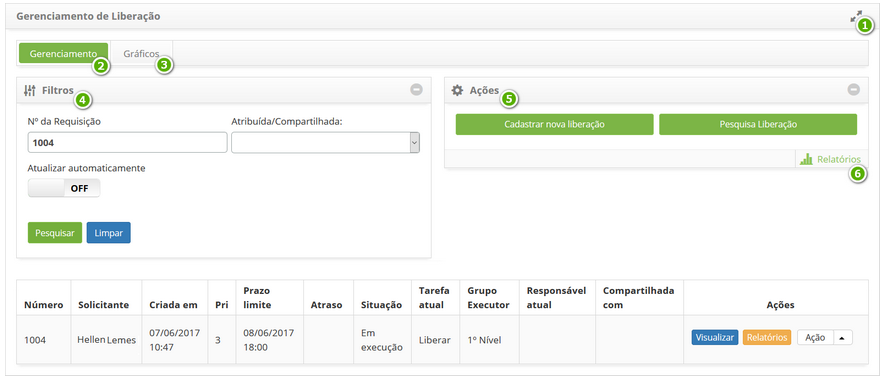 Gerenciamento de Liberação
1
Gerenciamento
2
Gráficos
3
Filtros
4
Nº da Requisição
Atribuída/Compartilhada:
1004
Atualizar automaticamente
OFF
Pesquisar
Limpar
Ações
5
Cadastrar nova liberação
Pesquisa Liberação
Relatórios
6
Número
Solicitante
Criada em
Pri
Prazo
limite
Atraso
Situação
Tarefa
atual
Grupo
Executor
Responsável
atual
Compartilhada
com
Ações
1004
Hellen Lemes
07/06/2017
10:47
3
08/06/2017
18:00
Em
execução
Liberar
1º Nível
Visualizar
Relatórios
Ação